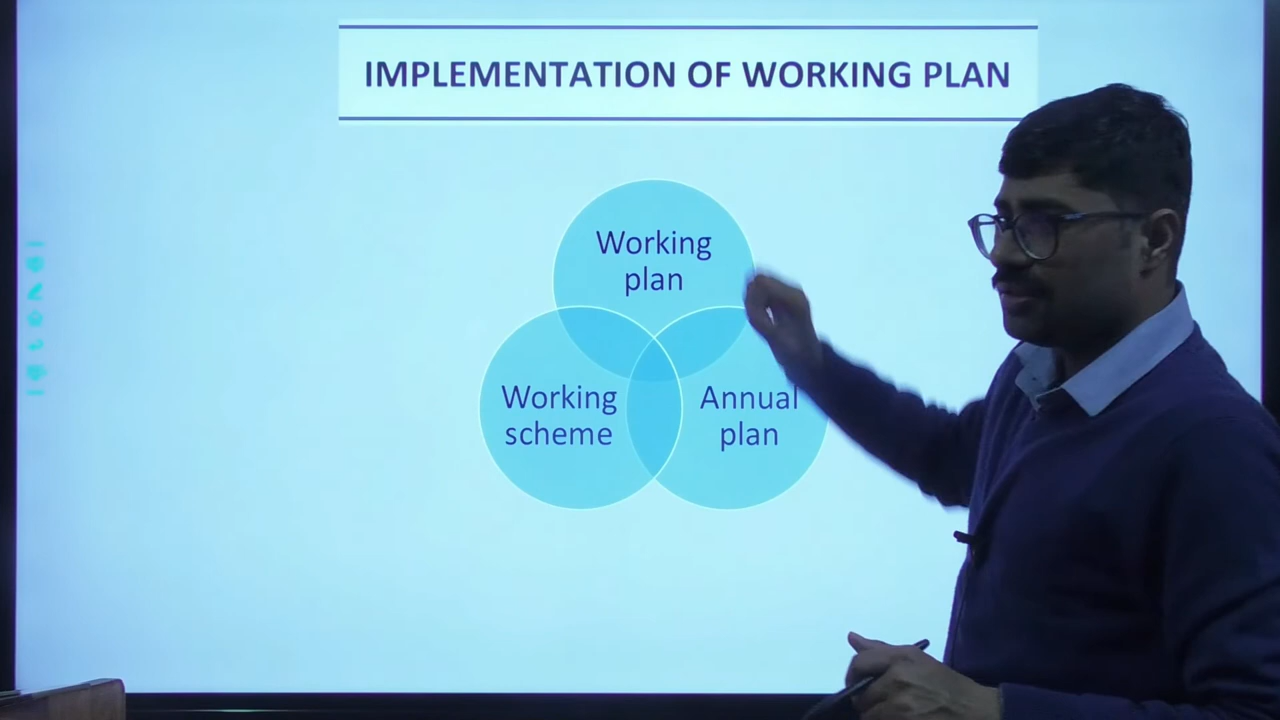 IMPLEMENTATION OF WORKING PLAN
Working
plan
Working
scheme
Annual
plan